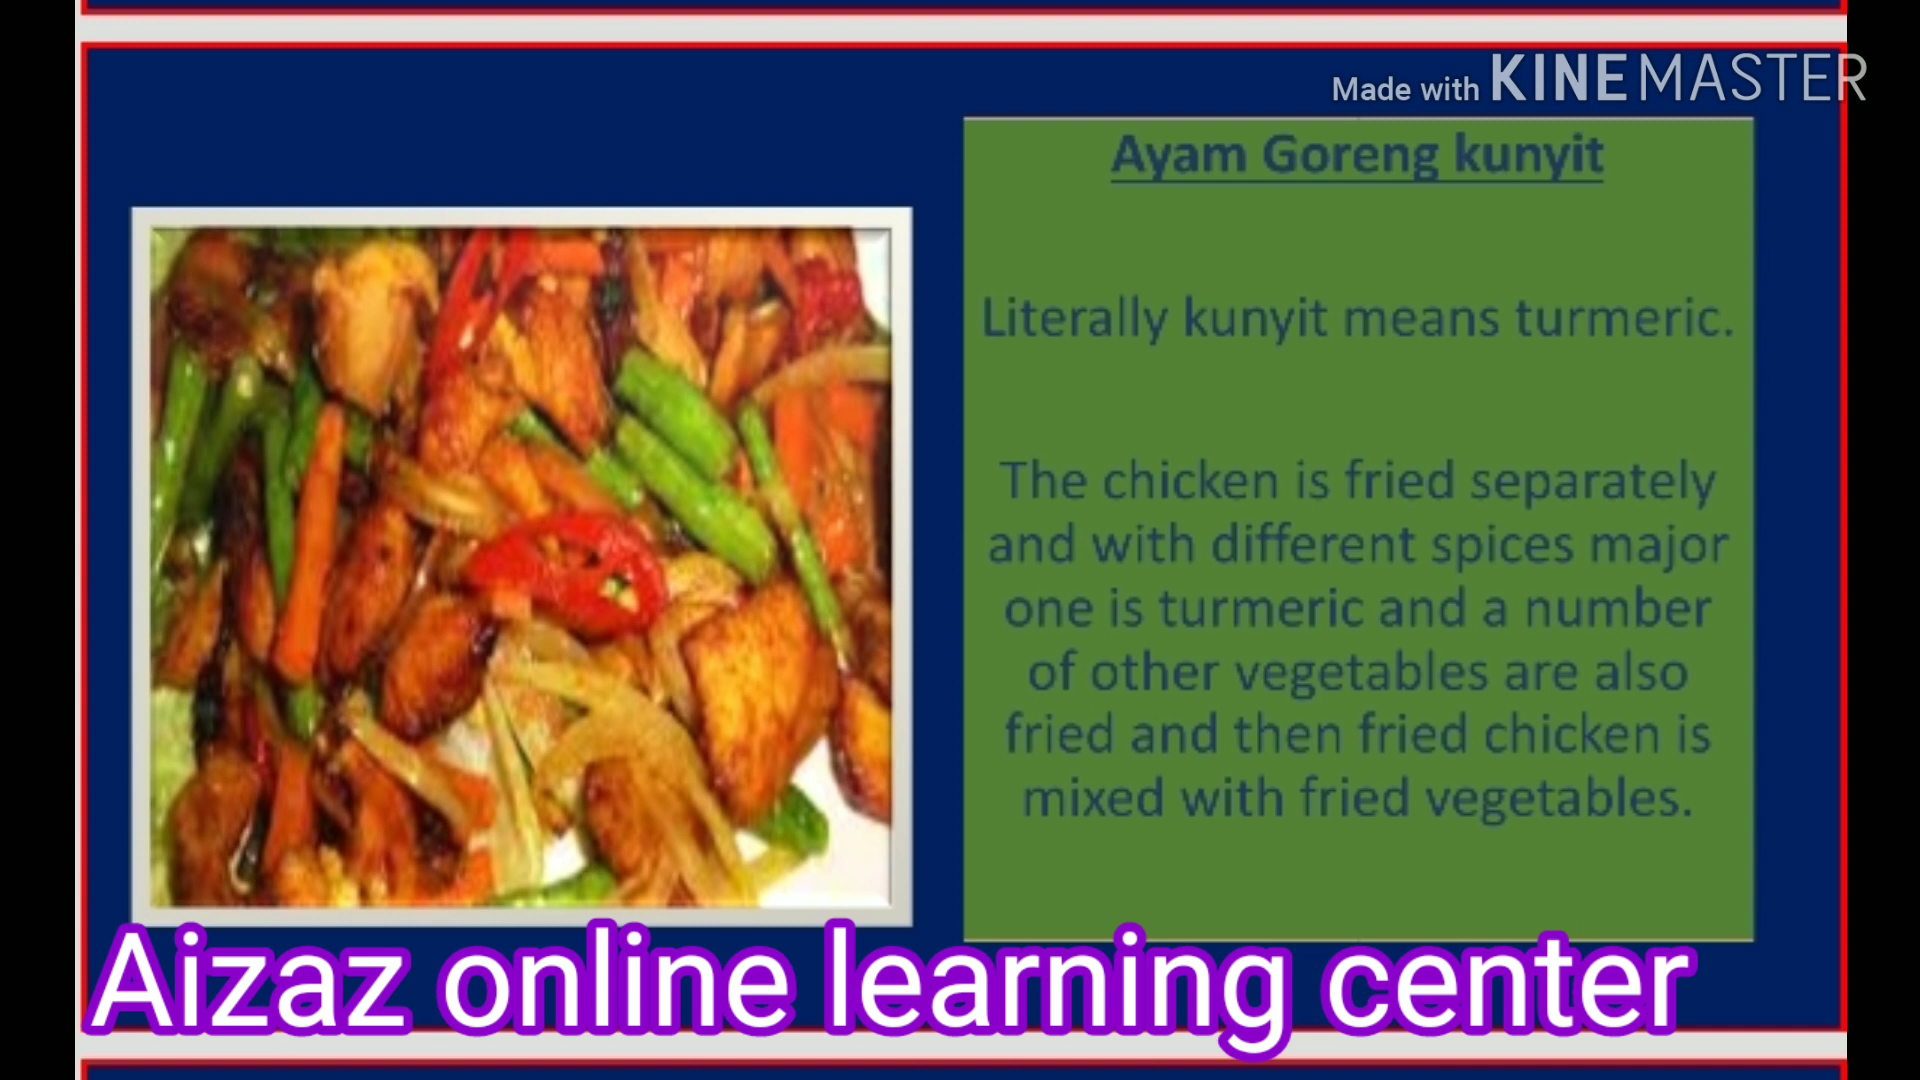 Made with KINEMASTER
Ayam Goreng kunyit
Literally kunyit means turmeric.
The chicken is fried separately
and with different spices major
one is turmeric and a number
of other vegetables are also
fried and then fried chicken is
mixed with fried vegetables.
Aizaz online learning center